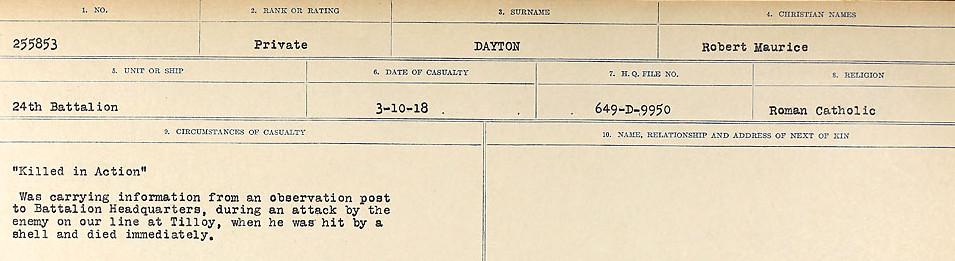 1. NO. 2. RANK OR RATING 3. SURNAME 4. CHRISTIAN NAMES
255853 Private DAYTON Robert Maurice
5. UNIT OR SHIP 6. DATE OF CASUALTY 7. H.Q. FILE NO. 8. RELIGION
24th Battalion 3-10-18 . . . 649-D-9950 Roman Catholic
9. CIRCUMSTANCES OF CASUALTY 10. NAME, RELATIONSHIP AND ADDRESS OF NEXT OF KIN
"Killed in Action"
Was carrying information from an observation post
to Battalion Headquarters, during an attack by the
enemy on our line at Tilloy, when he was hit by a
shell and died immediately.